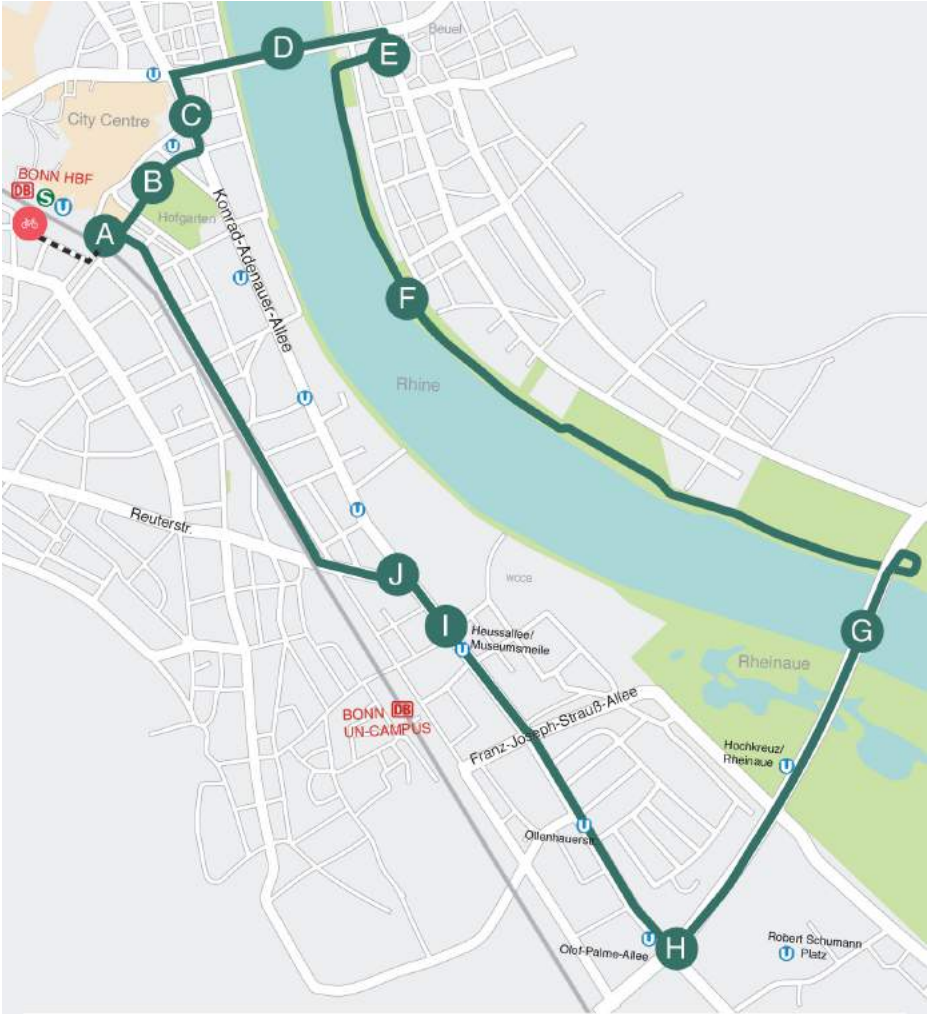 Beuel
D
E
U
City Centre
C
U
BONN HBF
DB
S
U
B
A
Hofgarten
Konrad-Adenauer-Allee
U
F
Rhine
U
U
Reuterstr.
J
wccb
I
Heussallee/
Museumsmeile
U
G
Rheinaue
BONN DB
UN-CAMPUS
Franz-Joseph-Strauß-Allee
Hochkreuz/
Rheinaue
U
U
Ollenhauerstr.
U
H
Olof-Palme-Allee
Robert Schumann
U Platz